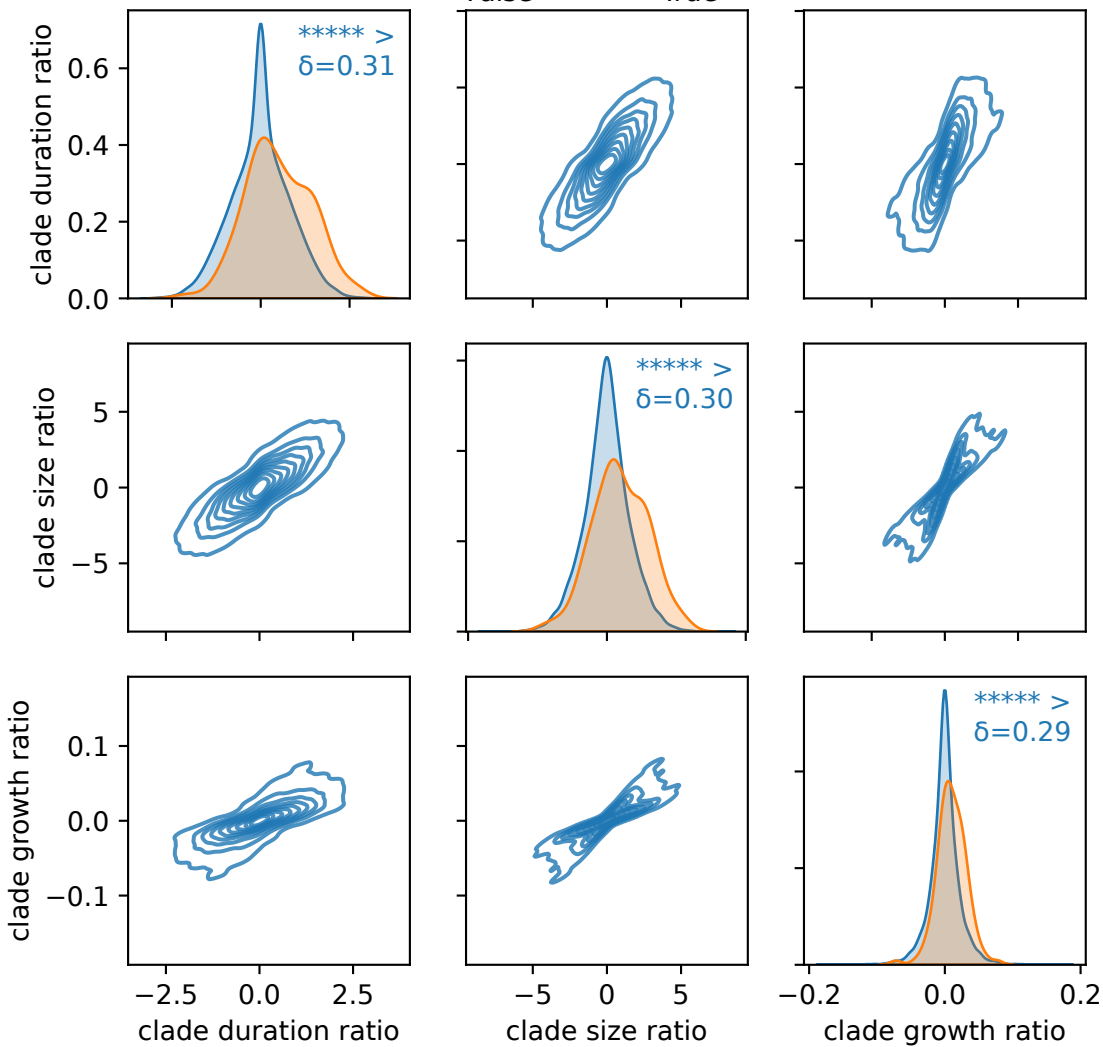 ***** >
δ=0.31
clade duration ratio
0.6
0.4
0.2
0.0
***** >
δ=0.30
clade size ratio
5
0
−5
***** >
δ=0.29
clade growth ratio
0.1
0.0
−0.1
−2.5 0.0 2.5
−5 0 5
−0.2 0.0 0.2
clade duration ratio
clade size ratio
clade growth ratio